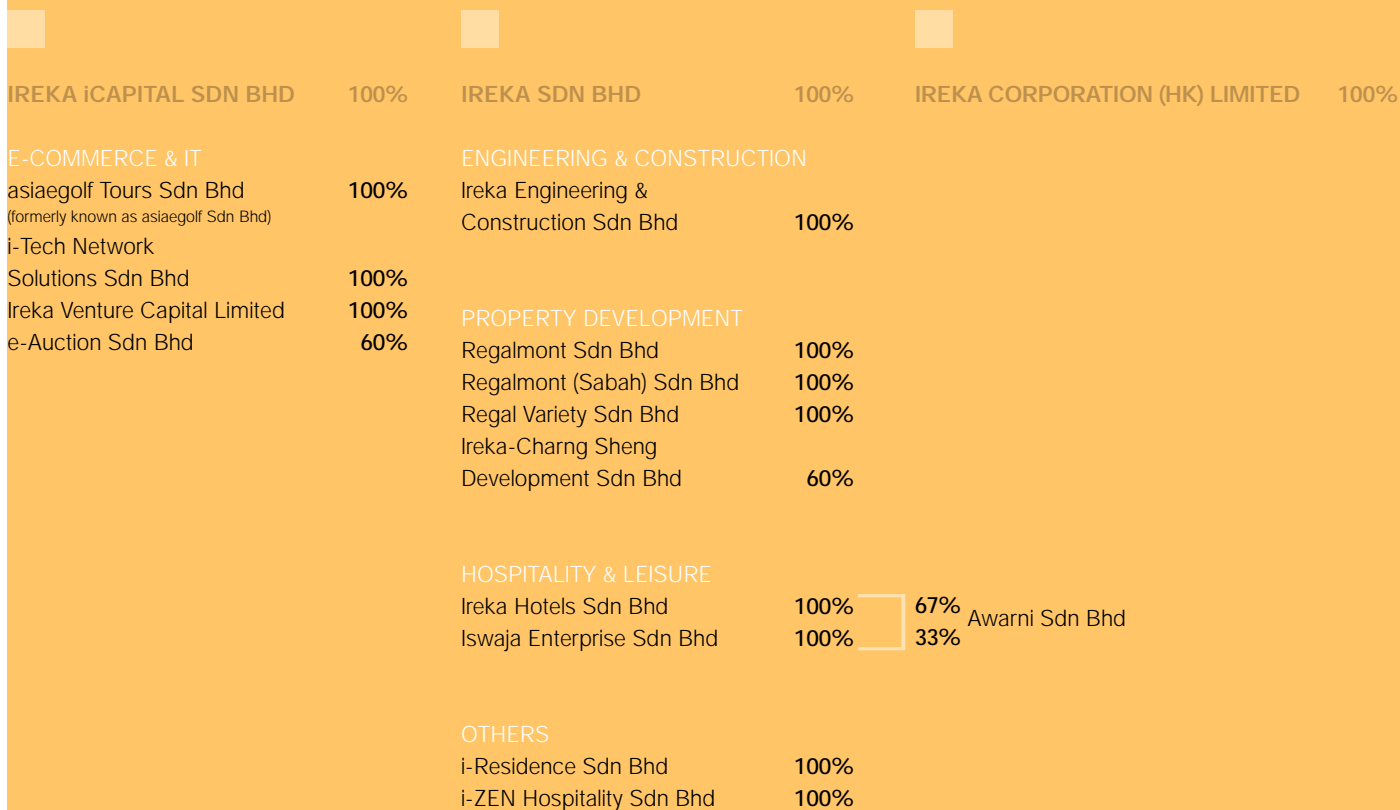 IREKA iCAPITAL SDN BHD 100%
E-COMMERCE & IT
asiaegolf Tours Sdn Bhd 100%
(formerly known as asiaegolf Sdn Bhd)
i-Tech Network
Solutions Sdn Bhd 100%
Ireka Venture Capital Limited 100%
e-Auction Sdn Bhd 60%
IREKA SDN BHD 100%
ENGINEERING & CONSTRUCTION
Ireka Engineering &
Construction Sdn Bhd 100%
PROPERTY DEVELOPMENT
Regalmont Sdn Bhd 100%
Regalmont (Sabah) Sdn Bhd 100%
Regal Variety Sdn Bhd 100%
Ireka-Charng Sheng
Development Sdn Bhd 60%
HOSPITALITY & LEISURE
Ireka Hotels Sdn Bhd 100%
Iswaja Enterprise Sdn Bhd 100%
67%
33%
Awarni Sdn Bhd
OTHERS
i-Residence Sdn Bhd 100%
i-ZEN Hospitality Sdn Bhd 100%
IREKA CORPORATION (HK) LIMITED 100%